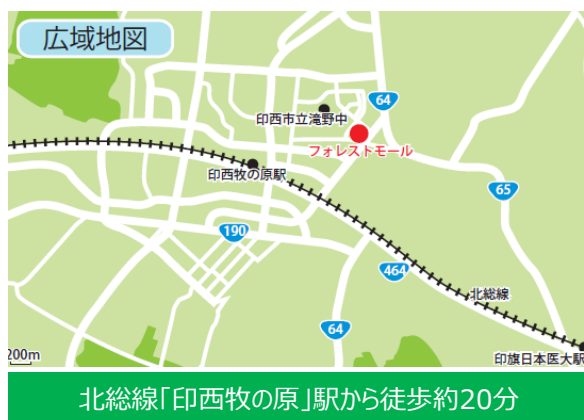 広域地図
64
印西市立滝野中
フォレストモール
印西牧の原駅
65
190
464
北総線
64
200m
印旛日本医大駅
北総線「印西牧の原」駅から徒歩約20分